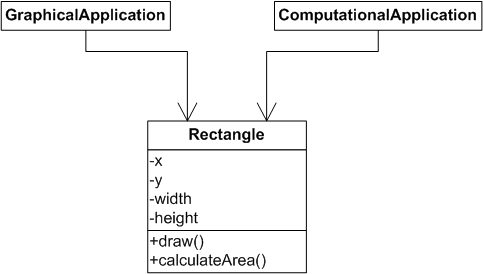 GraphicalApplication
ComputationalApplication
Rectangle
-x
-y
-width
-height
+draw()
+calculateArea()